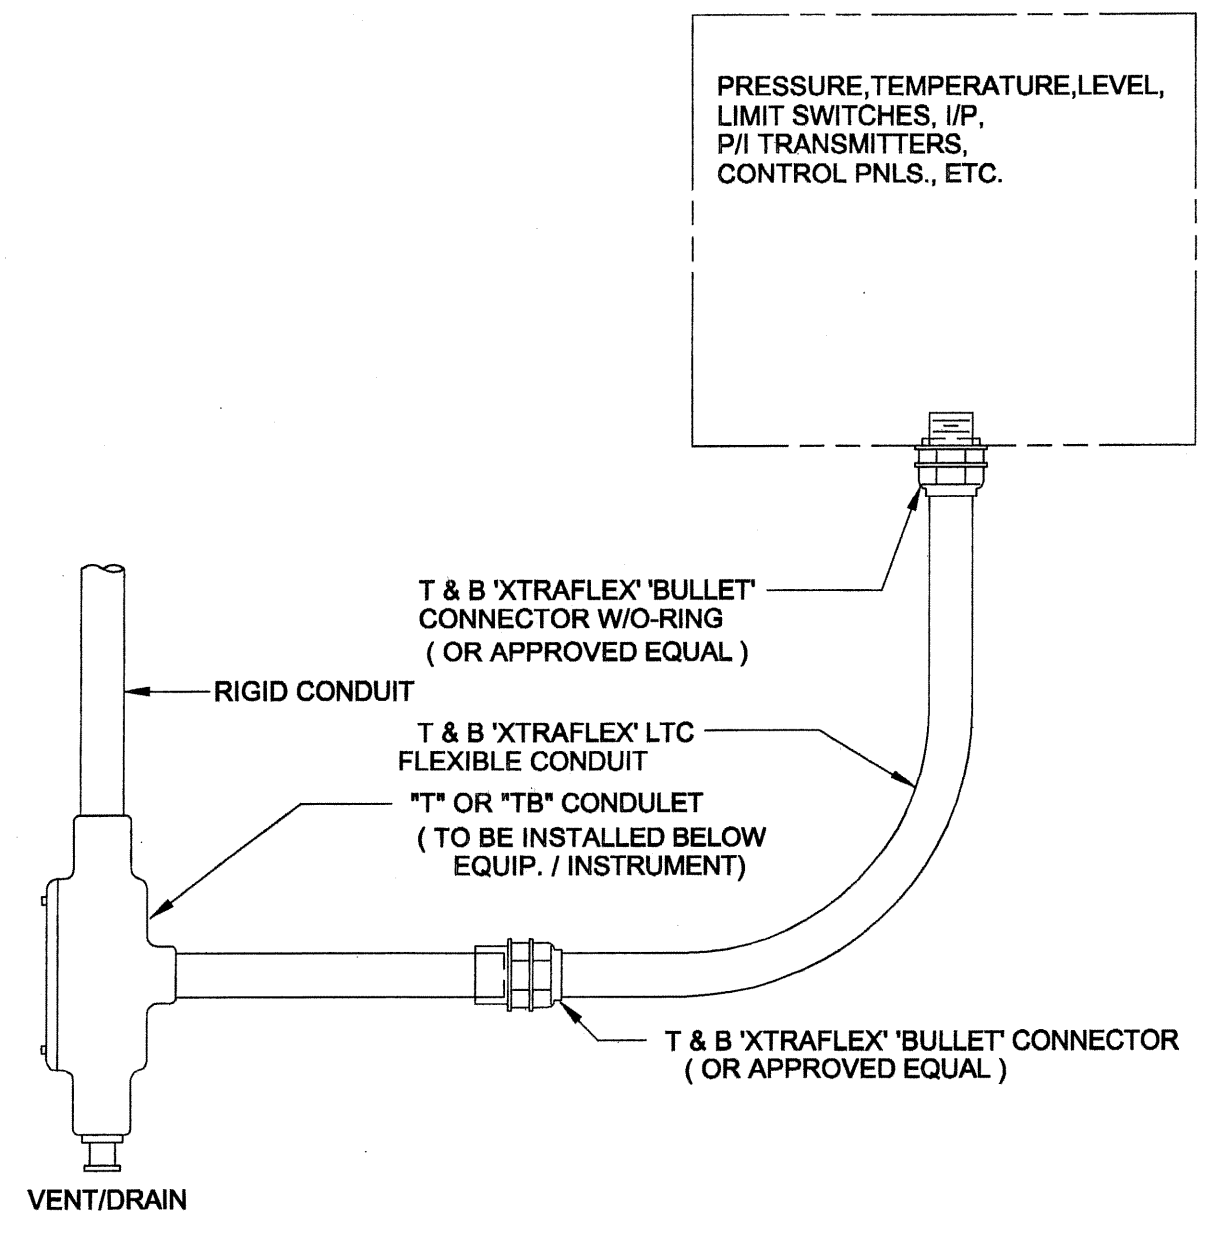 PRESSURE,TEMPERATURE,LEVEL,
LIMIT SWITCHES, I/P,
P/I TRANSMITTERS,
CONTROL PNLS., ETC.
T & B 'XTRAFLEX' 'BULLET'
CONNECTOR W/O-RING
( OR APPROVED EQUAL )
RIGID CONDUIT
T & B 'XTRAFLEX' LTC
FLEXIBLE CONDUIT
"T" OR "TB" CONDULET
( TO BE INSTALLED BELOW
EQUIP. / INSTRUMENT)
T & B 'XTRAFLEX' 'BULLET' CONNECTOR
( OR APPROVED EQUAL )
VENT/DRAIN